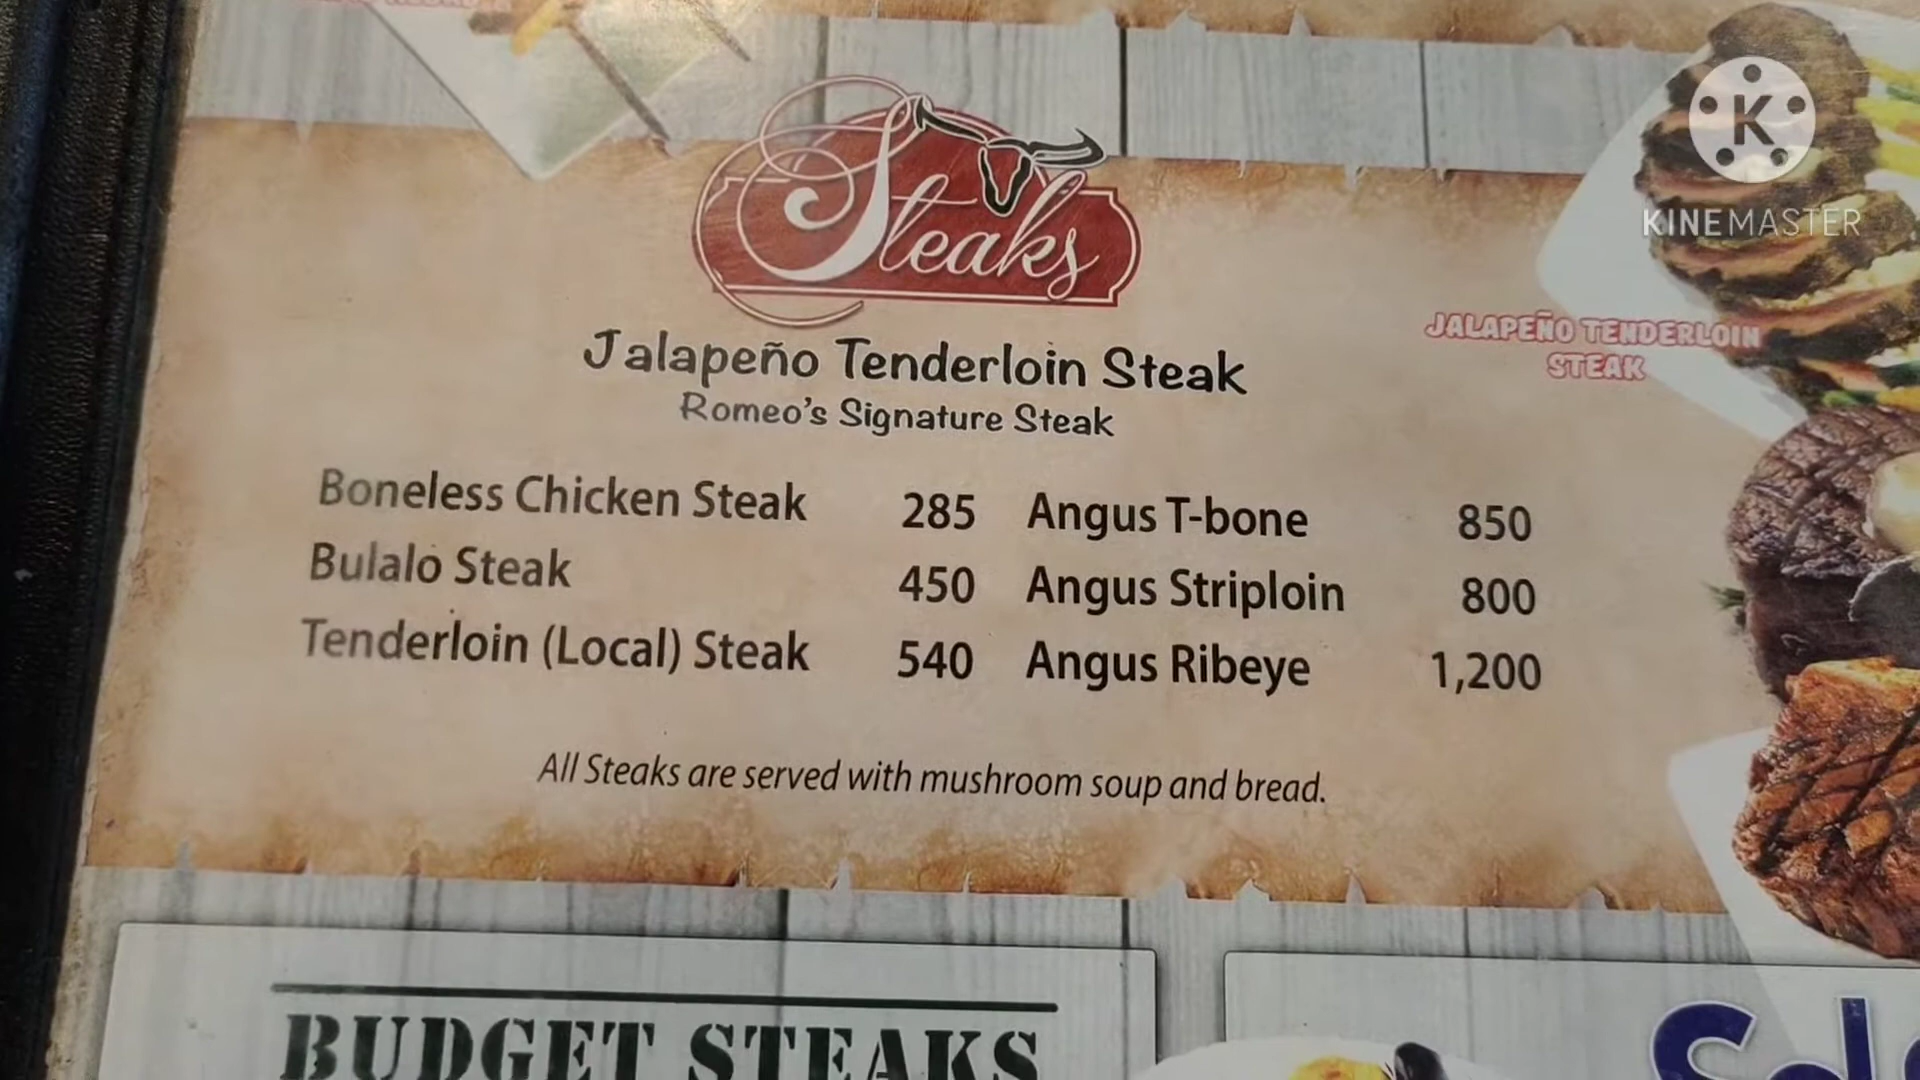 Steaks
K
KINEMASTER
JALAPEÑO TENDERLOIN
STEAK
Jalapeño Tenderloin Steak
Romeo's Signature Steak
Boneless Chicken Steak 285 Angus T-bone 850
Bulalo Steak 450 Angus Striploin 800
Tenderloin (Local) Steak 540 Angus Ribeye 1,200
All Steaks are served with mushroom soup and bread.
BUDGET STEAKS